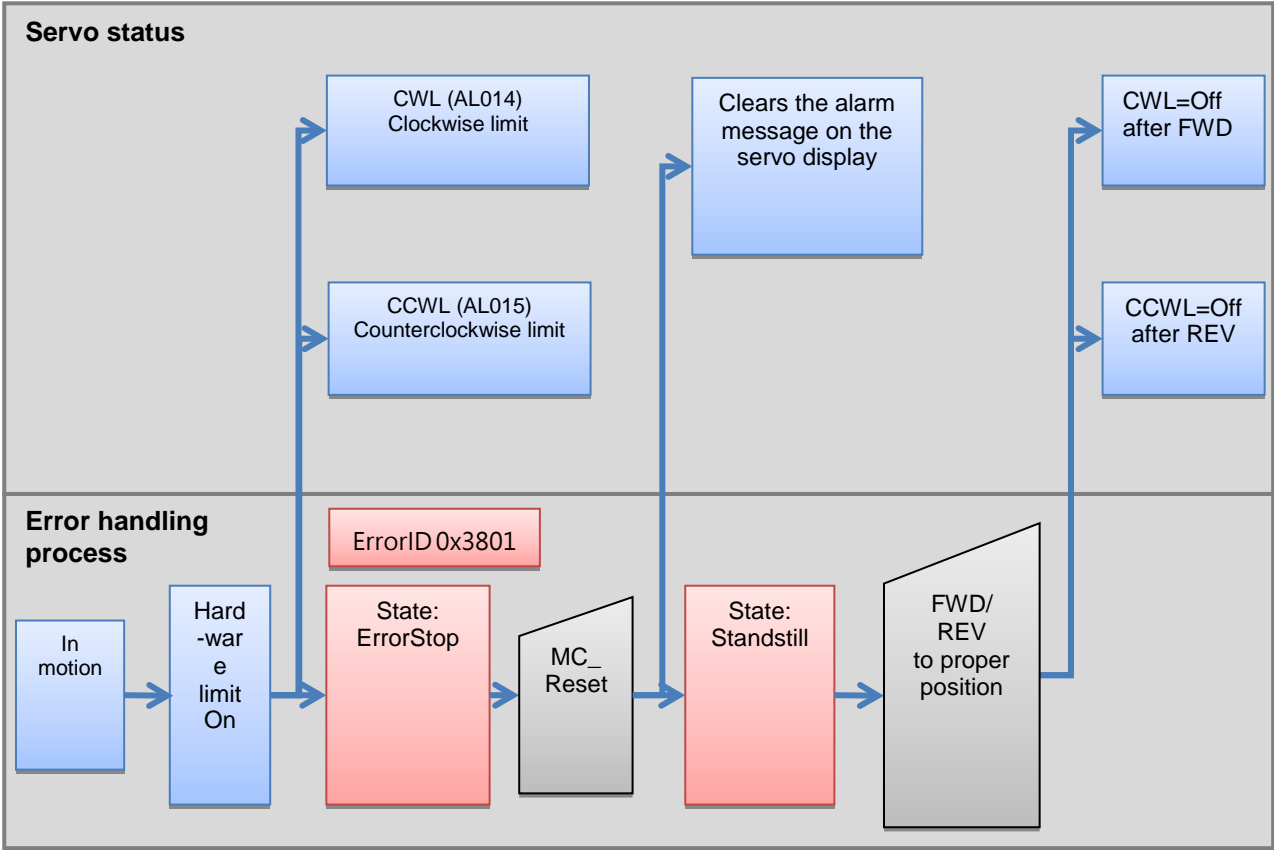 Servo status
CWL (AL014)
Clockwise limit
Clears the alarm
message on the
servo display
CWL=Off
after FWD
CCWL (AL015)
Counterclockwise limit
CCWL=Off
after REV
Error handling
process
ErrorID 0x3801
In
motion
Hard
-war
e
limit
On
State:
ErrorStop
MC_
Reset
State:
Standstill
FWD/
REV
to proper
position